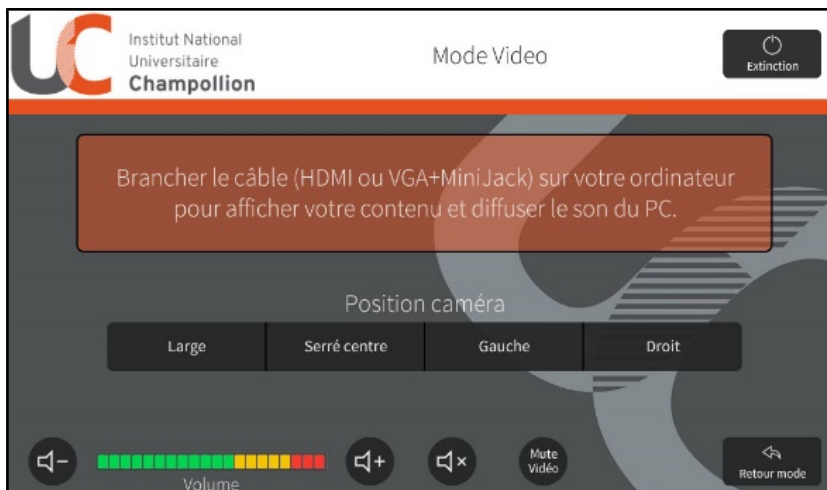 UC
Institut National
Universitaire
Champollion
Mode Video
Extinction
Brancher le câble (HDMI ou VGA+MiniJack) sur votre ordinateur
pour afficher votre contenu et diffuser le son du PC.
Position caméra
Large
Serré centre
Gauche
Droit
Volume
Mute
Vidéo
Retour mode